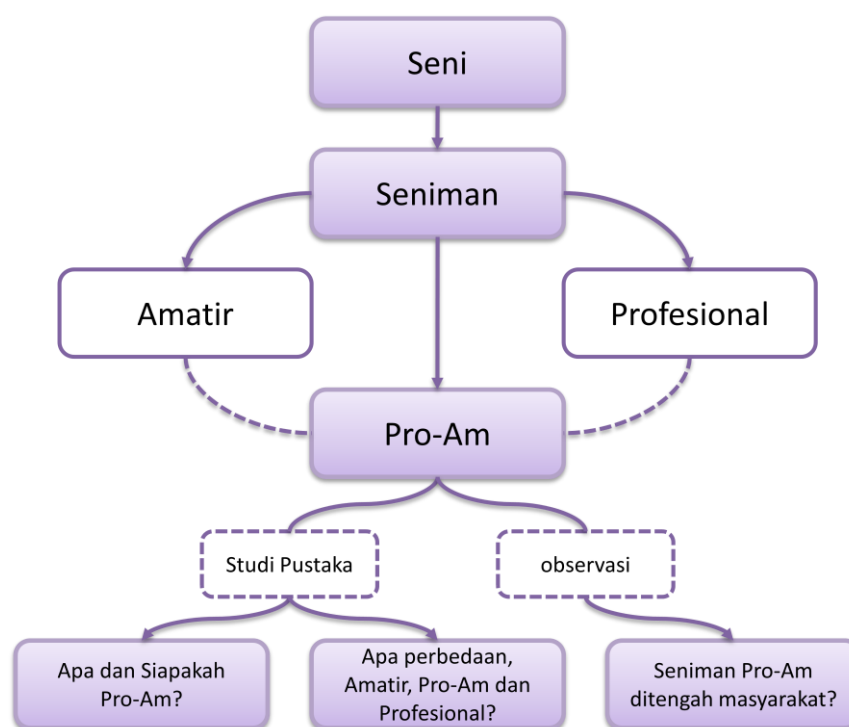 Seni
Seniman
Amatir
Profesional
Pro-Am
Studi Pustaka
observasi
Apa dan Siapakah
Pro-Am?
Apa perbedaan,
Amatir, Pro-Am dan
Profesional?
Seniman Pro-Am
ditengah masyarakat?